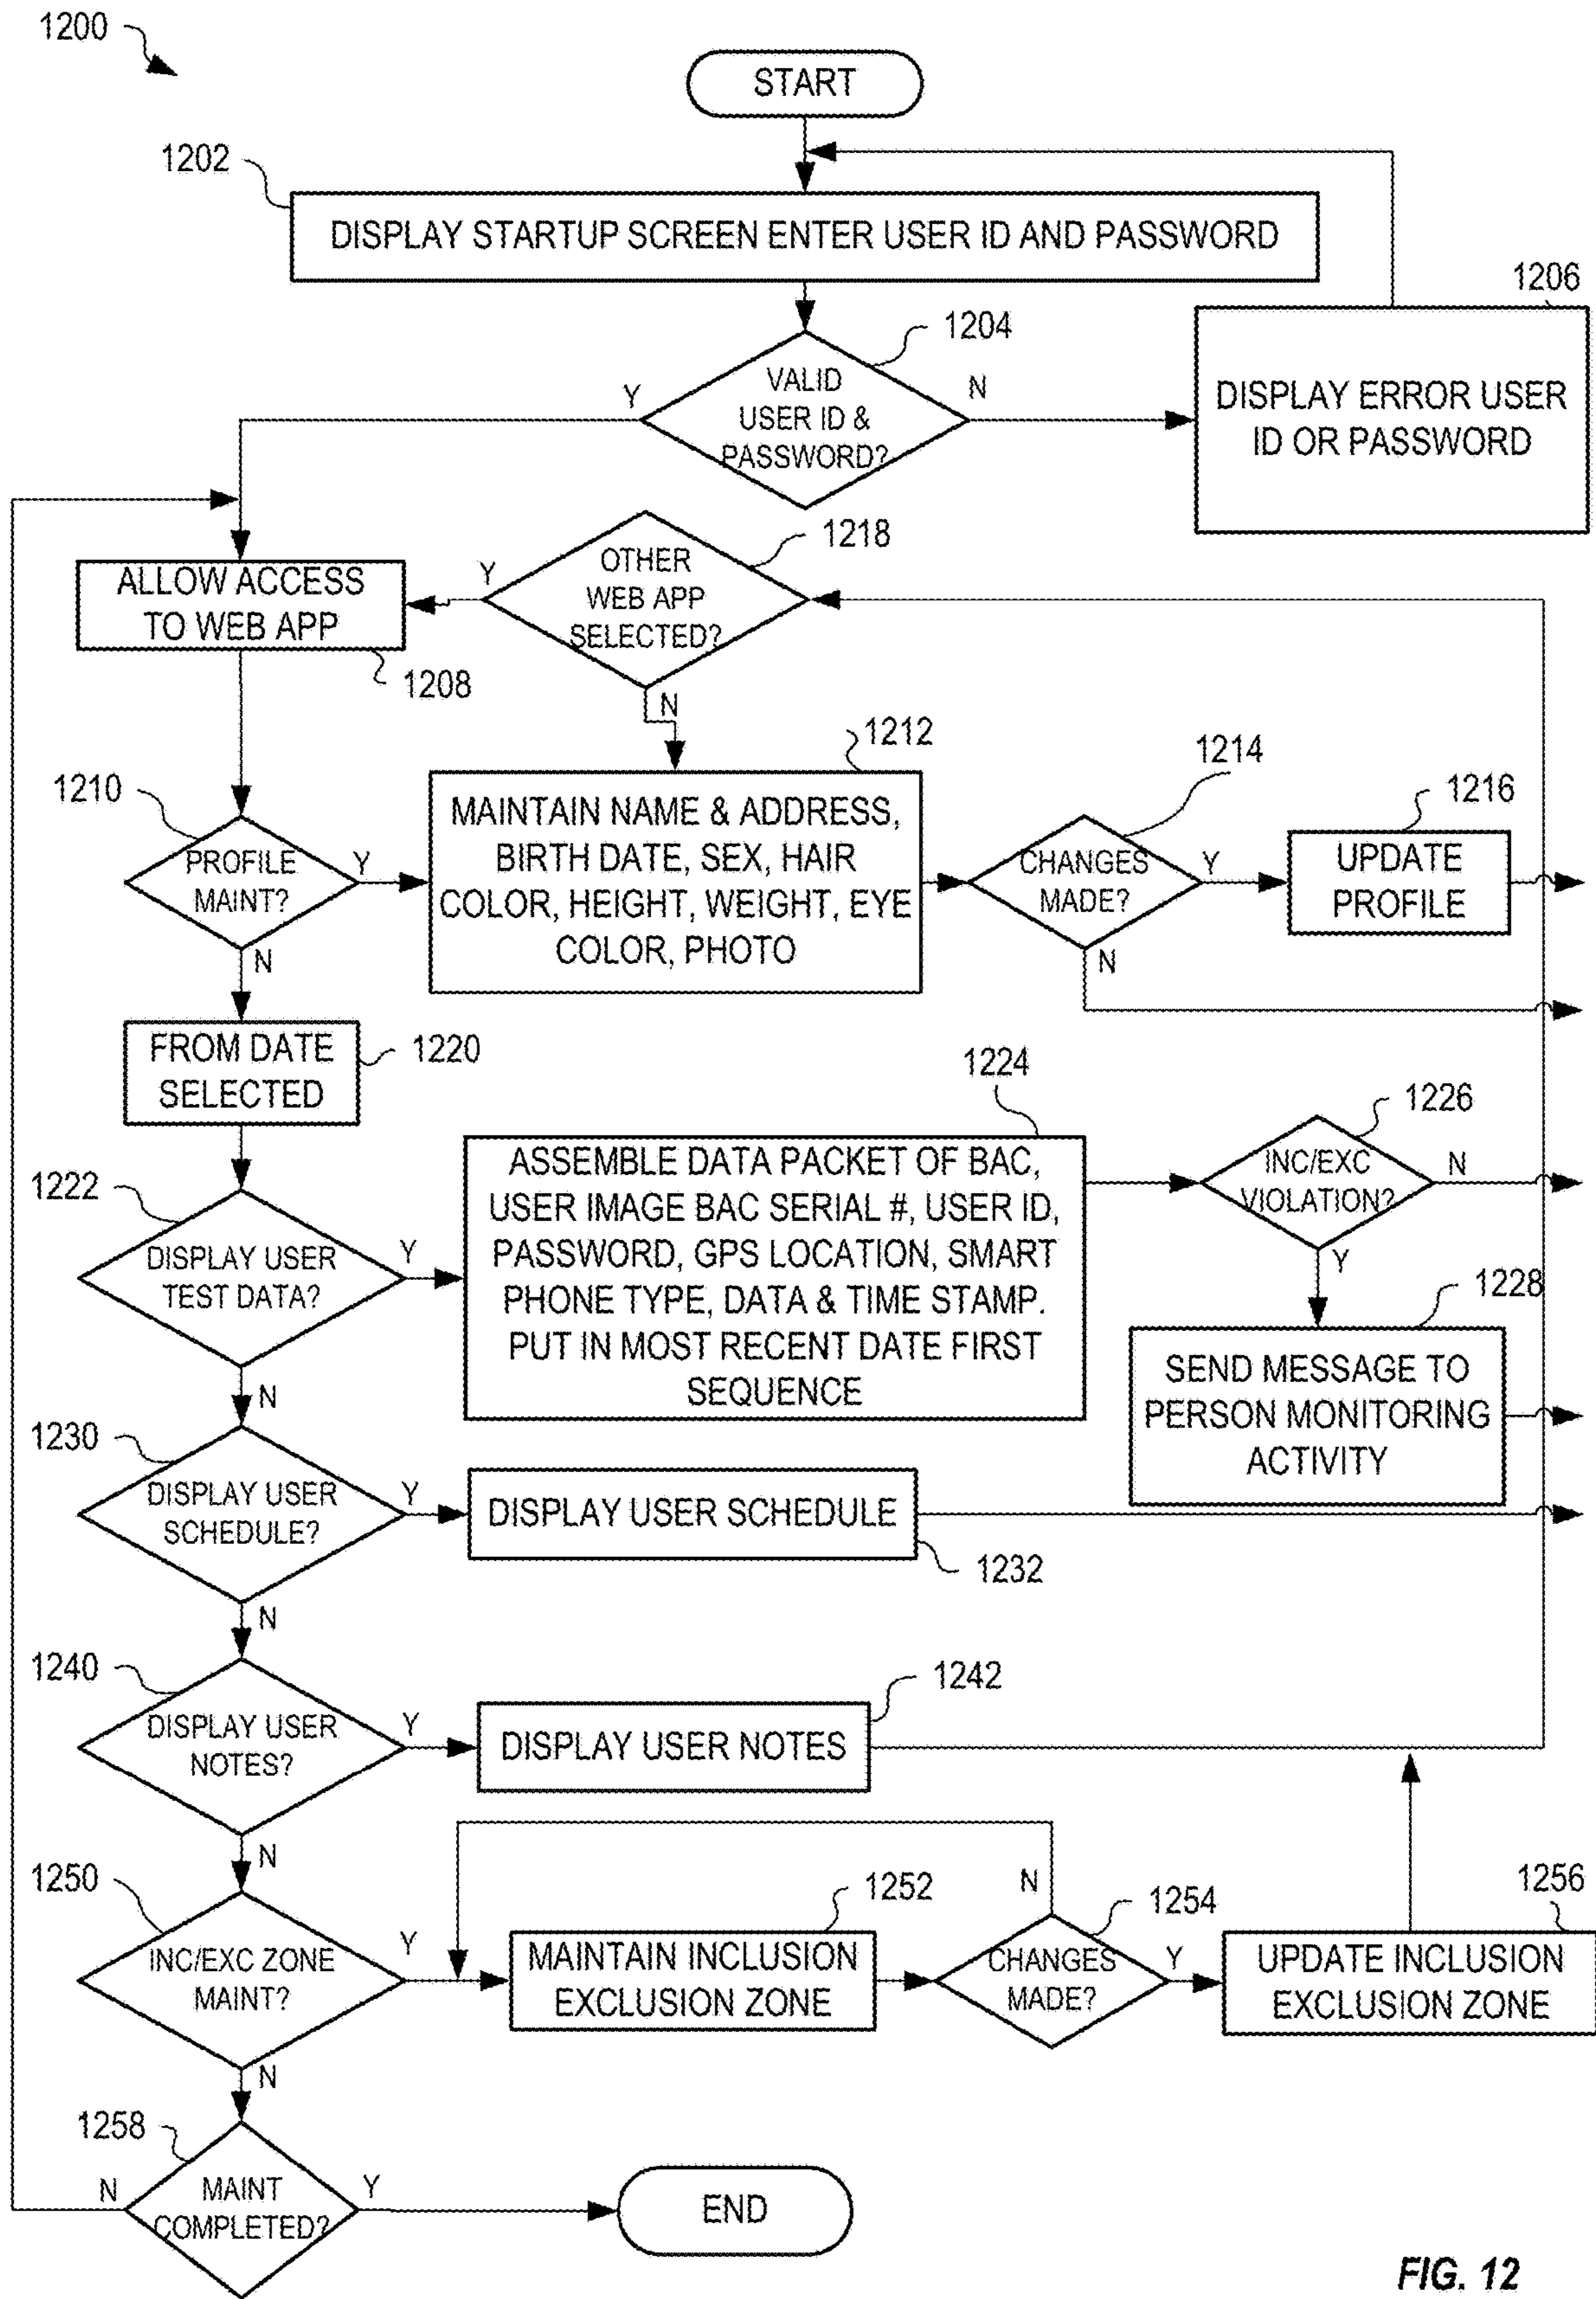 1200
START
1202
DISPLAY STARTUP SCREEN ENTER USER ID AND PASSWORD
1204
VALID
USER ID &
PASSWORD?
Y
N
1206
DISPLAY ERROR USER
ID OR PASSWORD
1218
OTHER
WEB APP
SELECTED?
Y
N
ALLOW ACCESS
TO WEB APP
1208
1210
PROFILE
MAINT?
Y
N
1212
MAINTAIN NAME & ADDRESS,
BIRTH DATE, SEX, HAIR
COLOR, HEIGHT, WEIGHT, EYE
COLOR, PHOTO
1214
CHANGES
MADE?
Y
N
1216
UPDATE
PROFILE
FROM DATE
SELECTED
1220
1222
DISPLAY USER
TEST DATA?
Y
N
1224
ASSEMBLE DATA PACKET OF BAC,
USER IMAGE BAC SERIAL #, USER ID,
PASSWORD, GPS LOCATION, SMART
PHONE TYPE, DATA & TIME STAMP.
PUT IN MOST RECENT DATE FIRST
SEQUENCE
1226
INC/EXC
VIOLATION?
N
Y
1228
SEND MESSAGE TO
PERSON MONITORING
ACTIVITY
1230
DISPLAY USER
SCHEDULE?
Y
N
DISPLAY USER SCHEDULE
1232
1240
DISPLAY USER
NOTES?
Y
N
1242
DISPLAY USER NOTES
1250
INC/EXC ZONE
MAINT?
Y
N
1252
MAINTAIN INCLUSION
EXCLUSION ZONE
1254
CHANGES
MADE?
N
Y
1256
UPDATE INCLUSION
EXCLUSION ZONE
1258
MAINT
COMPLETED?
N
Y
END
FIG. 12